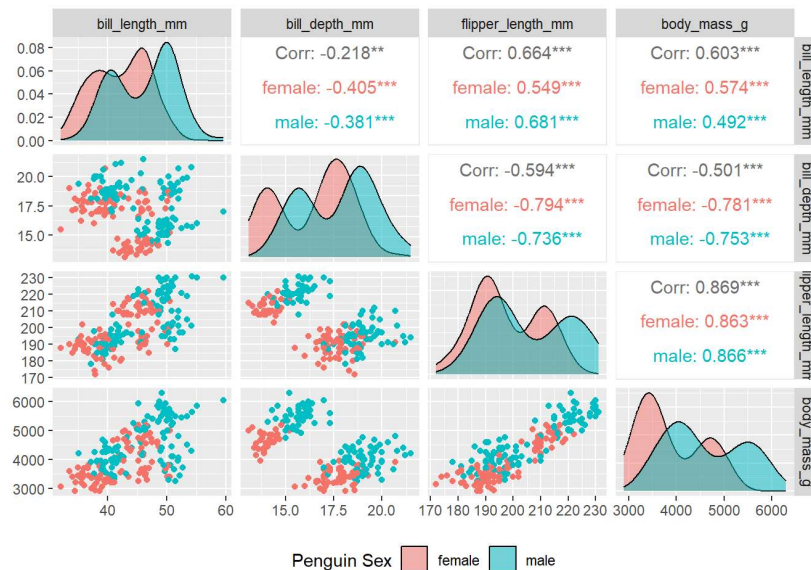 bill_length_mm bill_depth_mm flipper_length_mm body_mass_g
0.08
0.06
0.04
0.02
0.00
Corr: -0.218**
female: -0.405***
male: -0.381***
Corr: 0.664***
female: 0.549***
male: 0.681***
Corr: 0.603***
female: 0.574***
male: 0.492***
bill_length_mm
20.0
17.5
15.0
Corr: -0.594***
female: -0.794***
male: -0.736***
Corr: -0.501***
female: -0.781***
male: -0.753***
bill_depth_mm
230
220
210
200
190
180
170
Corr: 0.869***
female: 0.863***
male: 0.866***
lipper_length_mm
6000
5000
4000
3000
body_mass_g
40 50 60 15.0 17.5 20.0 170 180 190 200 210 220 230 3000 4000 5000 6000
Penguin Sex female male